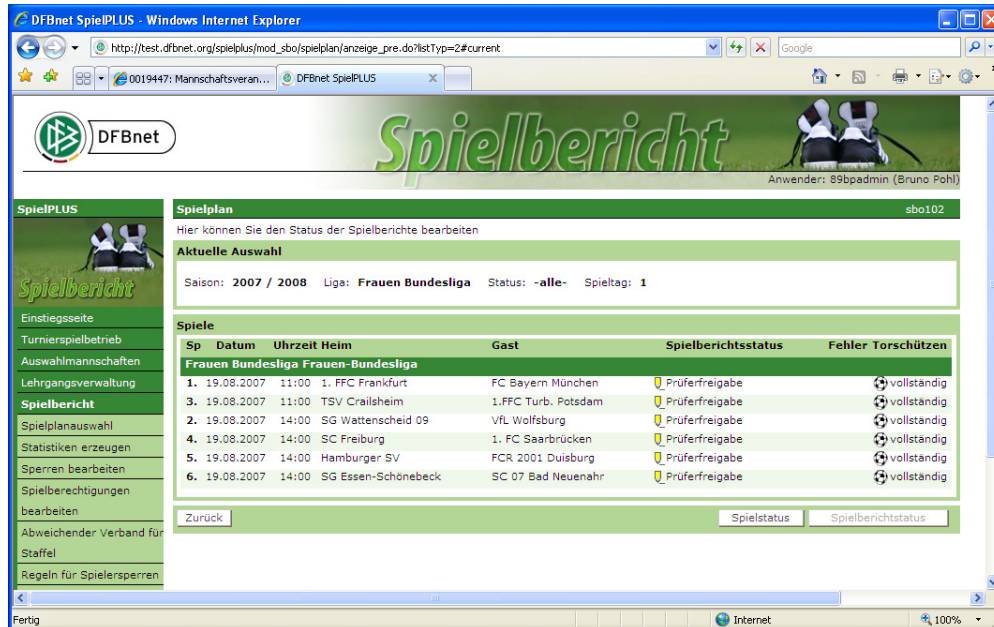 DFBnet SpielPLUS - Windows Internet Explorer
http://test.dfbnet.org/spielplus/mod_sbo/spielplan/anzeige_pre.do?listTyp=2#current
Google
0019447: Mannschaftsveran...
DFBnet SpielPLUS
DFBnet
Spielbericht
Anwender: 89bpadmin (Bruno Pohl)
SpielPLUS
Spielbericht
Einstiegsseite
Turnierspielbetrieb
Auswahlmannschaften
Lehrgangsverwaltung
Spielbericht
Spielplanauswahl
Statistiken erzeugen
Sperren bearbeiten
Spielberechtigungen
bearbeiten
Abweichender Verband für
Staffel
Regeln für Spielersperren
Spielplan sbo102
Hier können Sie den Status der Spielberichte bearbeiten
Aktuelle Auswahl
Saison: 2007 / 2008 Liga: Frauen Bundesliga Status: -alle- Spieltag: 1
Spiele
Sp Datum Uhrzeit Heim Gast Spielberichtsstatus Fehler Torschützen
Frauen Bundesliga Frauen-Bundesliga
1. 19.08.2007 11:00 1. FFC Frankfurt FC Bayern München Prüferfreigabe vollständig
3. 19.08.2007 11:00 TSV Crailsheim 1.FFC Turb. Potsdam Prüferfreigabe vollständig
2. 19.08.2007 14:00 SG Wattenscheid 09 VfL Wolfsburg Prüferfreigabe vollständig
4. 19.08.2007 14:00 SC Freiburg 1. FC Saarbrücken Prüferfreigabe vollständig
5. 19.08.2007 14:00 Hamburger SV FCR 2001 Duisburg Prüferfreigabe vollständig
6. 19.08.2007 14:00 SG Essen-Schönebeck SC 07 Bad Neuenahr Prüferfreigabe vollständig
Zurück Spielstatus Spielberichtstatus
Fertig Internet 100%